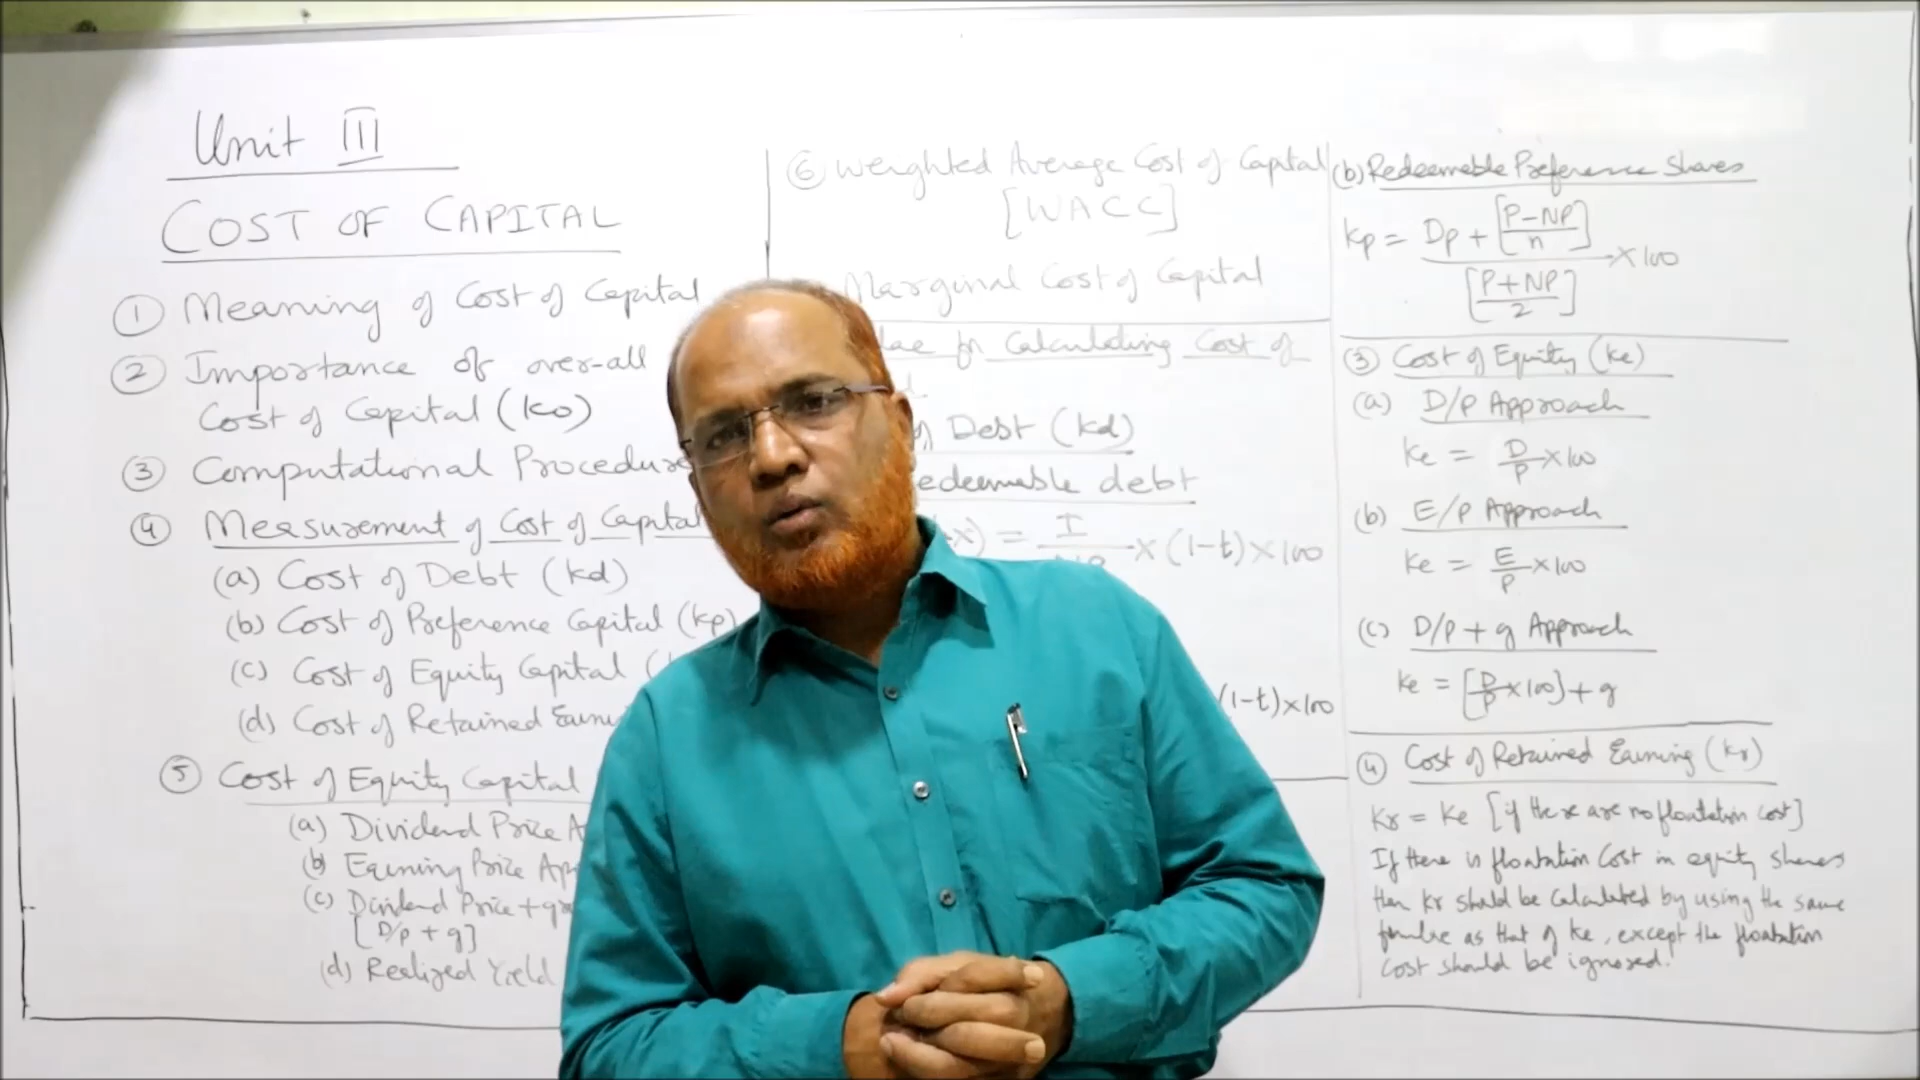 Unit III
COST OF CAPITAL
① Meaning of Cost of Capital
② Importance of over-all
Cost of Capital (ko)
③ Computational Procedure
④ Measurement of Cost of Capital
(a) Cost of Debt (kd)
(b) Cost of Preference Capital (kp)
(c) Cost of Equity Capital (
(d) Cost of Retained
⑤ Cost of Equity Capital
(a) Dividend Price A
(b) Earning Price App
(c) Dividend Price + g
[D/p + g]
(d) Realized Yield
⑥ Weighted Average Cost of Capital
[WACC]
Marginal Cost of Capital
lae for Calculating Cost of
Debt (kd)
edeemable debt
x) = I × (1-t) × 100
(1-t) × 100
(b) Redeemable Preference Shares
kp = Dp + [P-NP/n]
/ [P+NP/2] × 100
③ Cost of Equity (ke)
(a) D/p Approach
ke = D/P × 100
(b) E/p Approach
ke = E/P × 100
(c) D/p + g Approach
ke = [D/P × 100] + g
④ Cost of Retained Earning (kr)
Kr = Ke [if there are no floatation cost]
If there is floatation Cost in equity shares
then Kr should be Calculated by using the same
as that of ke, except the floatation
Cost should be ignored.